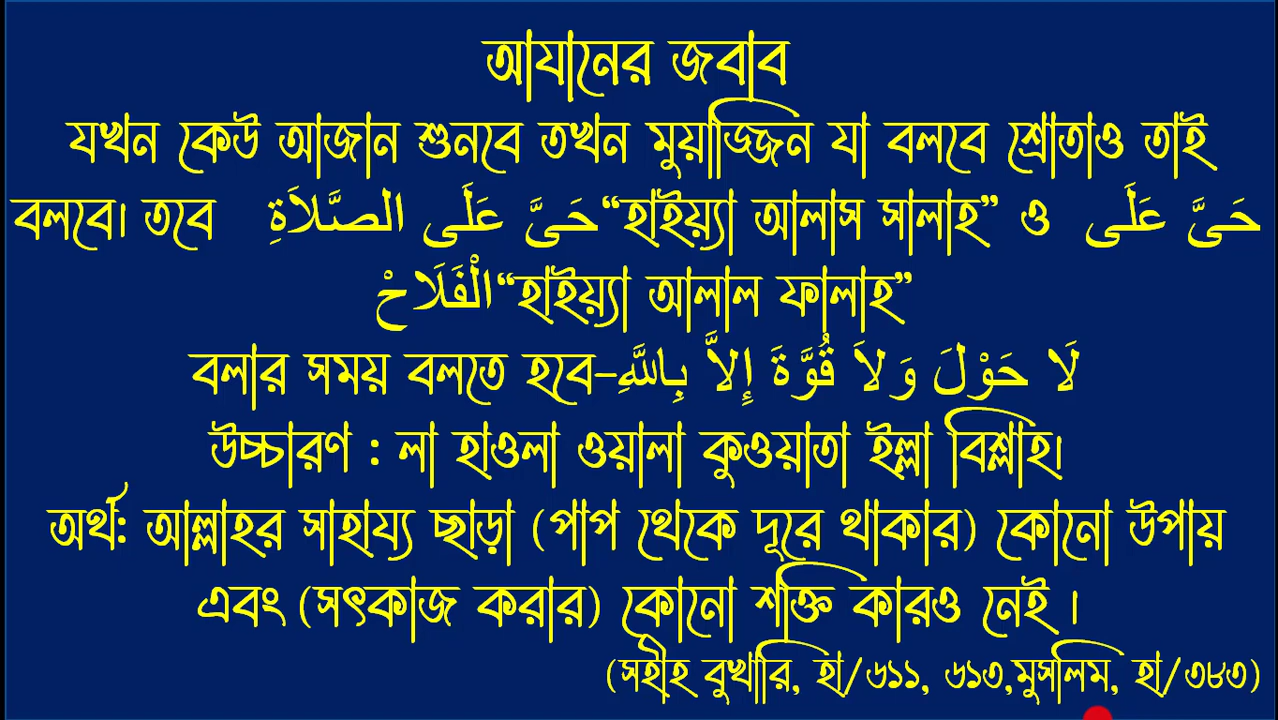 আযানের জবাব
যখন কেউ আজান শুনবে তখন মুয়াজ্জিন যা বলবে শ্রোতাও তাই
বলবে। তবে حَىَّ عَلَى الصَّلاَةِ “হাইয়্যা আলাস সালাহ” ও حَىَّ عَلَى
الْفَلَاحْ “হাইয়্যা আলাল ফালাহ”
বলার সময় বলতে হবে-لَا حَوْلَ وَلاَ قُوَّةَ إِلاَّ بِاللَّهِ
উচ্চারণ : লা হাওলা ওয়ালা কুওয়াতা ইল্লা বিল্লাহি।
অর্থ: আল্লাহর সাহায্য ছাড়া (পাপ থেকে দূরে থাকার) কোনো উপায়
এবং (সৎকাজ করার) কোনো শক্তি কারও নেই ।
(সহীহ বুখারি, হা/৬১১, ৬১৩,মুসলিম, হা/৩৮৩)